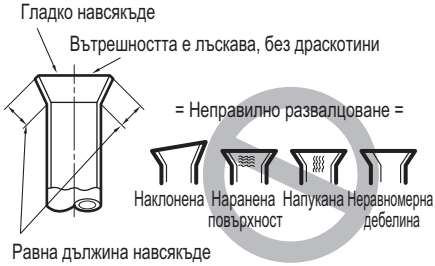 Гладко навсякъде
Вътрешността е лъскава, без драскотини
= Неправилно развалцоване =
Наклонена Наранена Напукана Неравномерна
повърхност дебелина
Равна дължина навсякъде